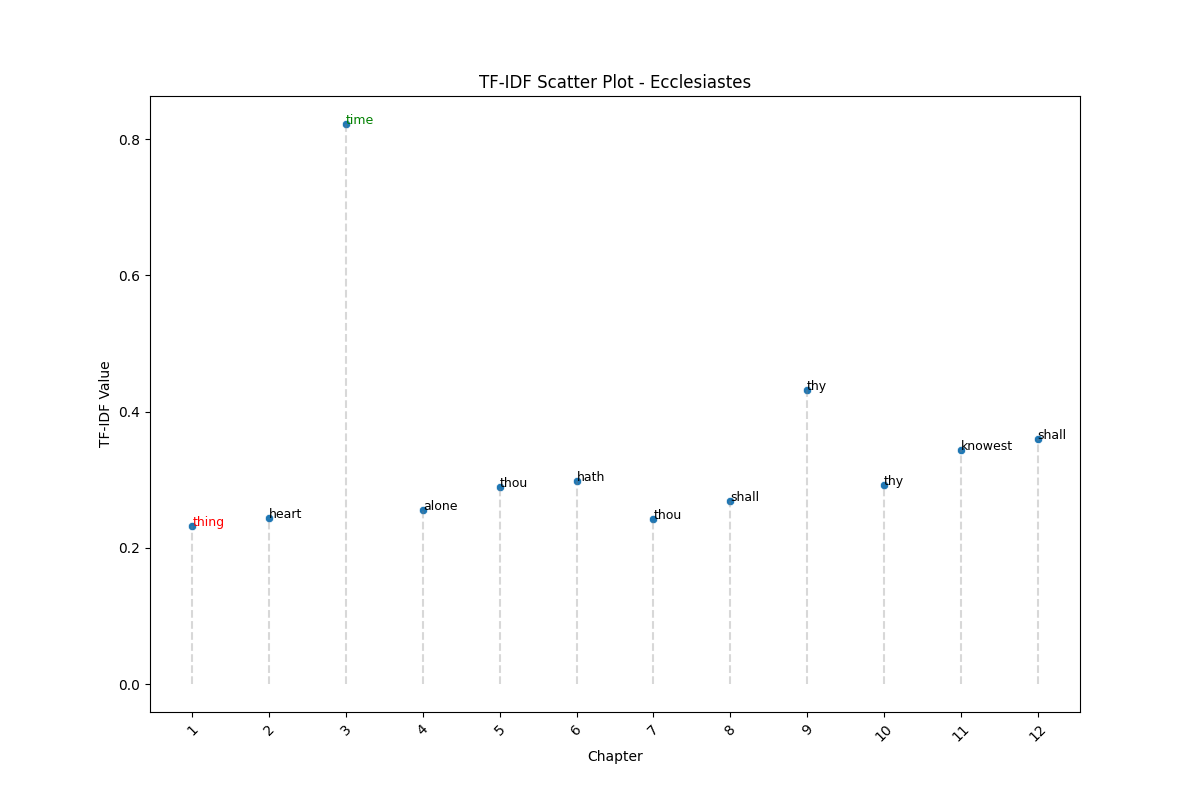 TF-IDF Scatter Plot - Ecclesiastes
time
0.8
0.6
TF-IDF Value
thy
0.4
shall
knowest
hath
thou
thy
shall
alone
thou
heart
thing
0.2
0.0
1 2 3 4 5 6 7 8 9 10 11 12
Chapter